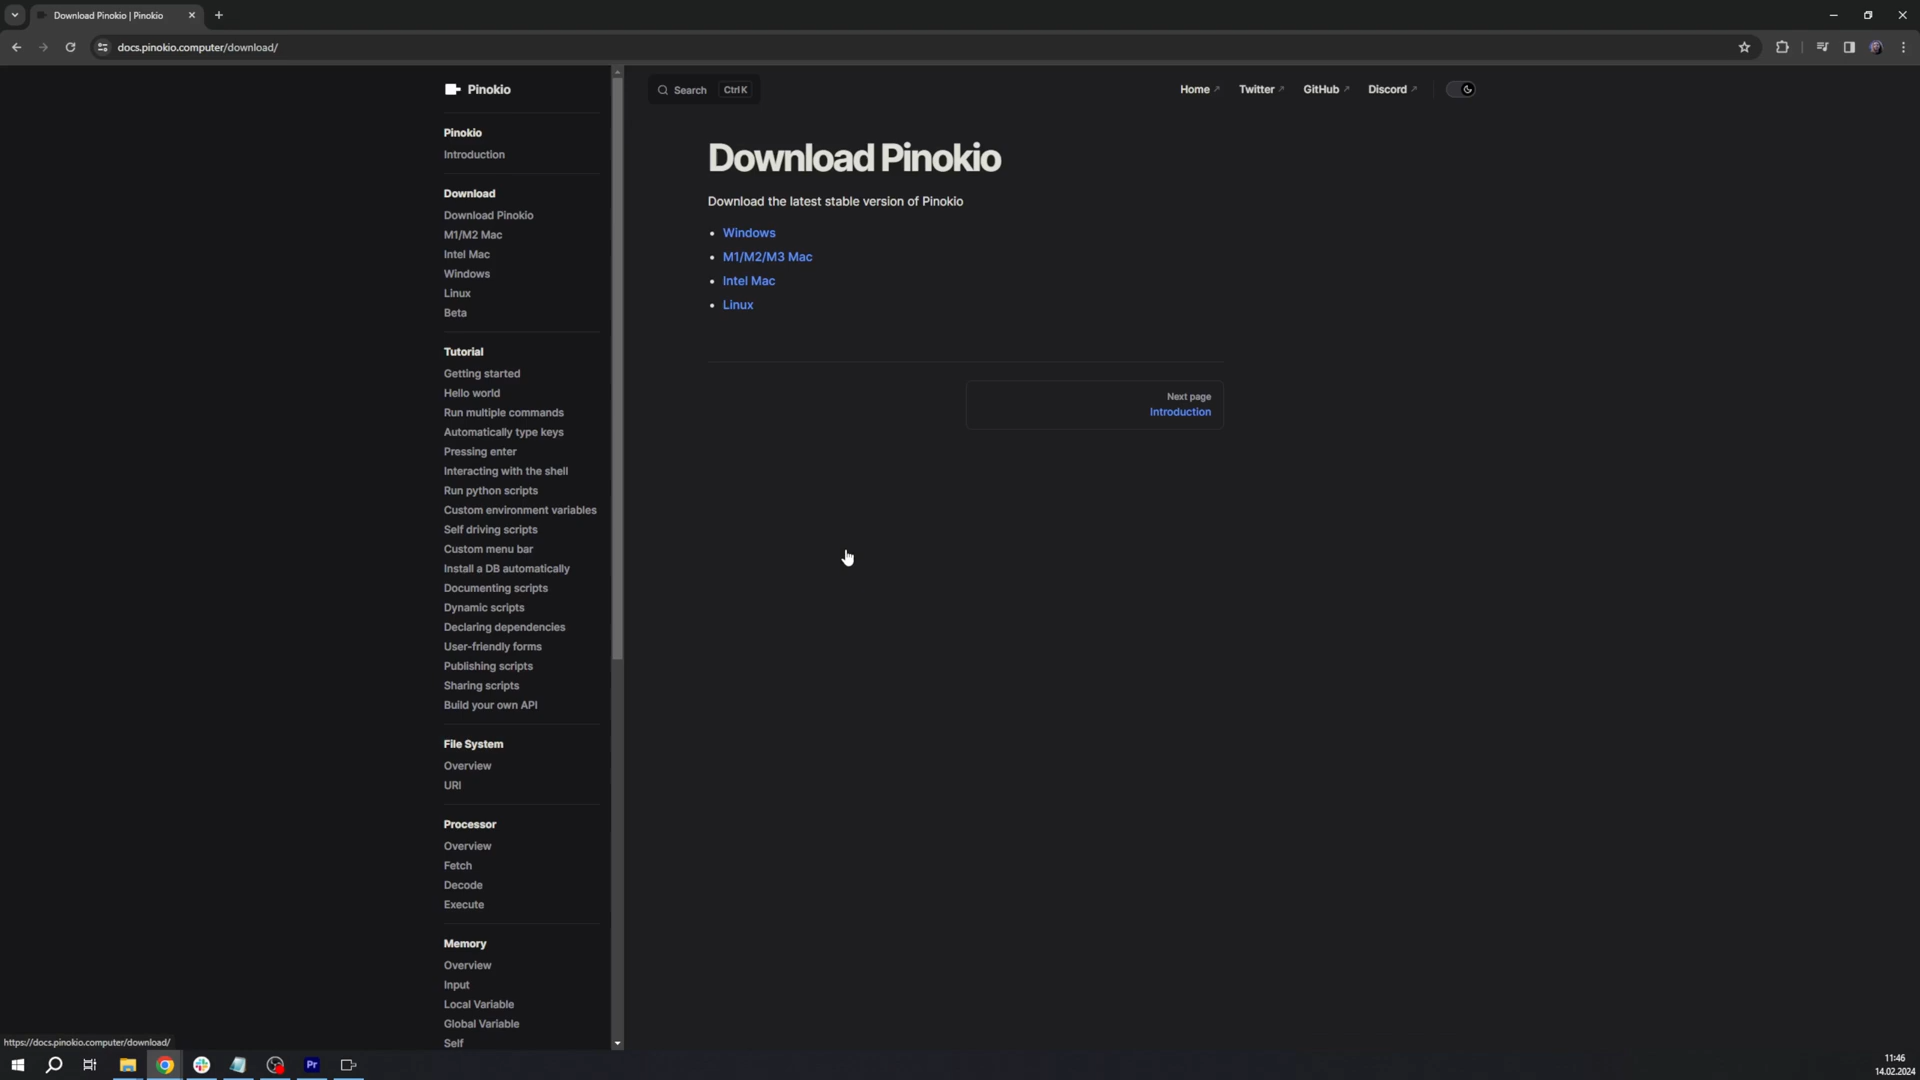 Download Pinokio | Pinokio
docs.pinokio.computer/download/
Pinokio
Pinokio
Introduction
Download
Download Pinokio
M1/M2 Mac
Intel Mac
Windows
Linux
Beta
Tutorial
Getting started
Hello world
Run multiple commands
Automatically type keys
Pressing enter
Interacting with the shell
Run python scripts
Custom environment variables
Self driving scripts
Custom menu bar
Install a DB automatically
Documenting scripts
Dynamic scripts
Declaring dependencies
User-friendly forms
Publishing scripts
Sharing scripts
Build your own API
File System
Overview
URI
Processor
Overview
Fetch
Decode
Execute
Memory
Overview
Input
Local Variable
Global Variable
Self
Search Ctrl K
Home Twitter GitHub Discord
Download Pinokio
Download the latest stable version of Pinokio
Windows
M1/M2/M3 Mac
Intel Mac
Linux
Next page
Introduction
https://docs.pinokio.computer/download/
Pr
11:46
14.02.2024